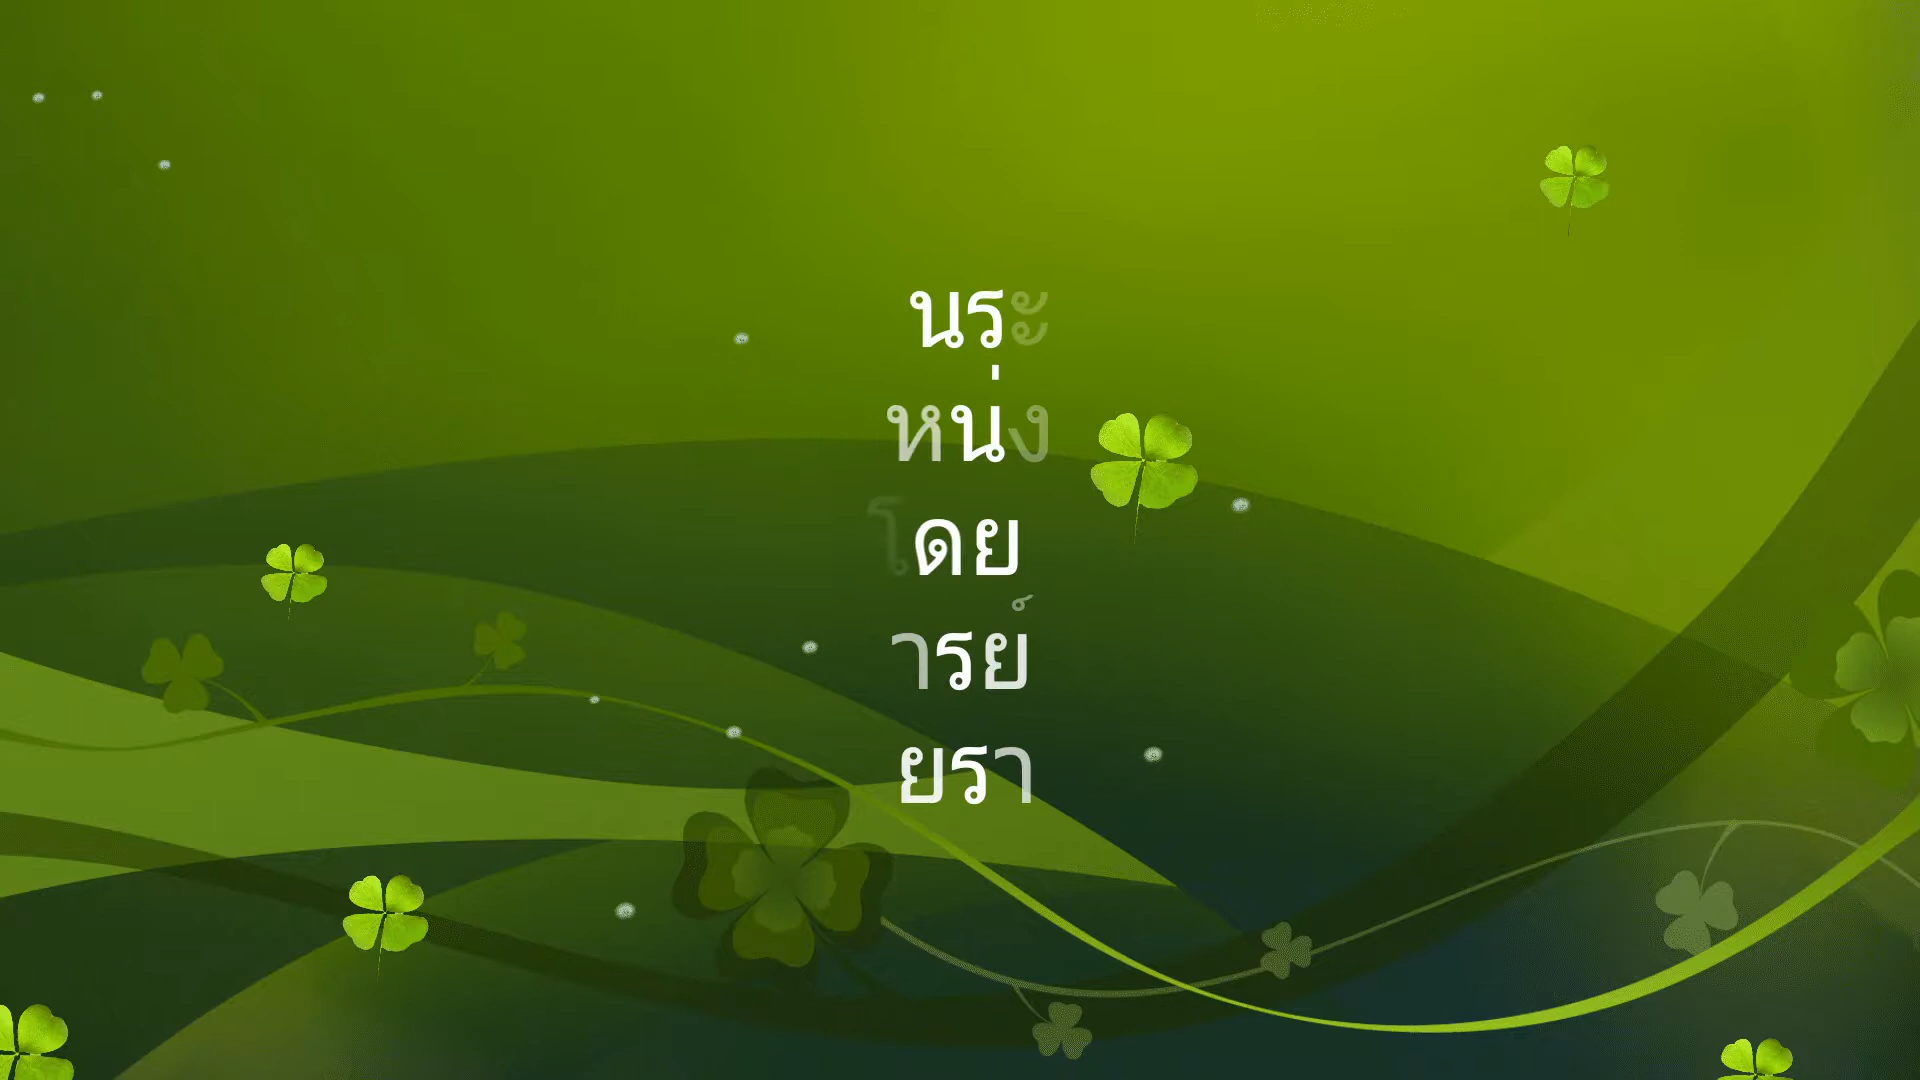 นระ
หน่ง
โดย
ารย์
ยรา